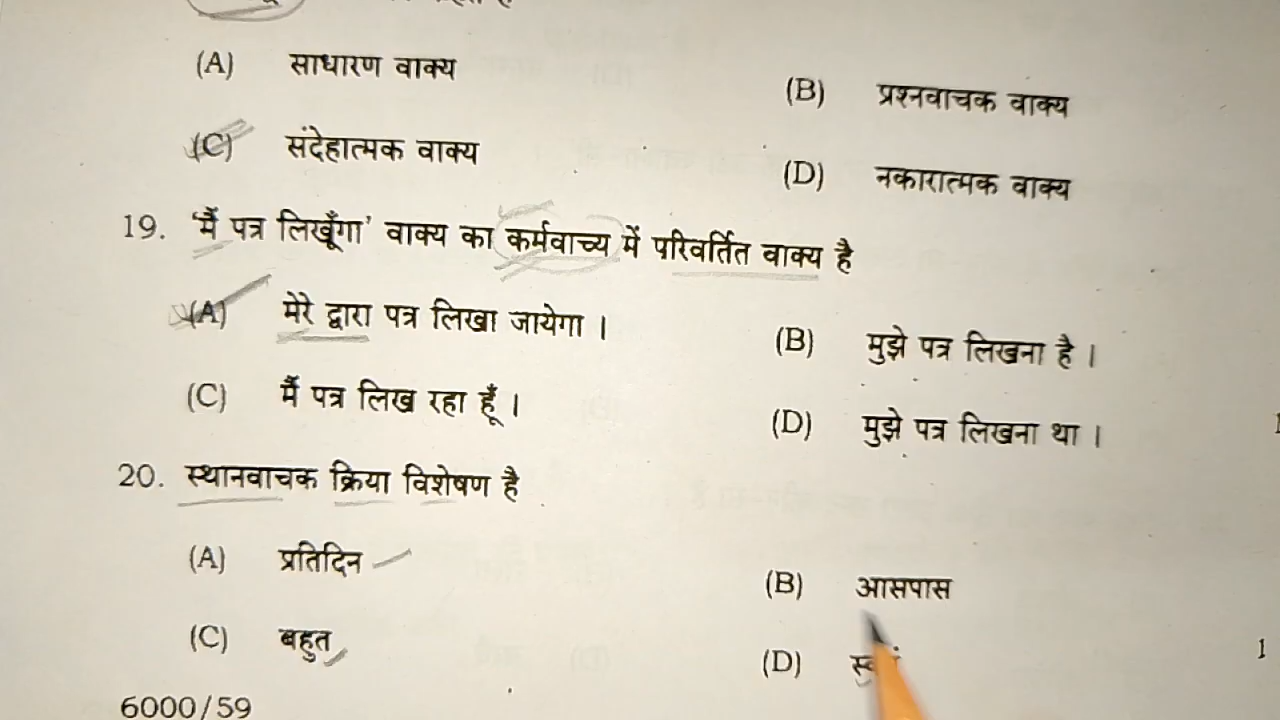 (A) साधारण वाक्य
(B) प्रश्नवाचक वाक्य
(C) संदेहात्मक वाक्य
(D) नकारात्मक वाक्य
19. 'मैं पत्र लिखूँगा' वाक्य का कर्मवाच्य में परिवर्तित वाक्य है
(A) मेरे द्वारा पत्र लिखा जायेगा ।
(B) मुझे पत्र लिखना है ।
(C) मैं पत्र लिख रहा हूँ ।
(D) मुझे पत्र लिखना था ।
20. स्थानवाचक क्रिया विशेषण है
(A) प्रतिदिन
(B) आसपास
(C) बहुत
(D)
1
6000/59